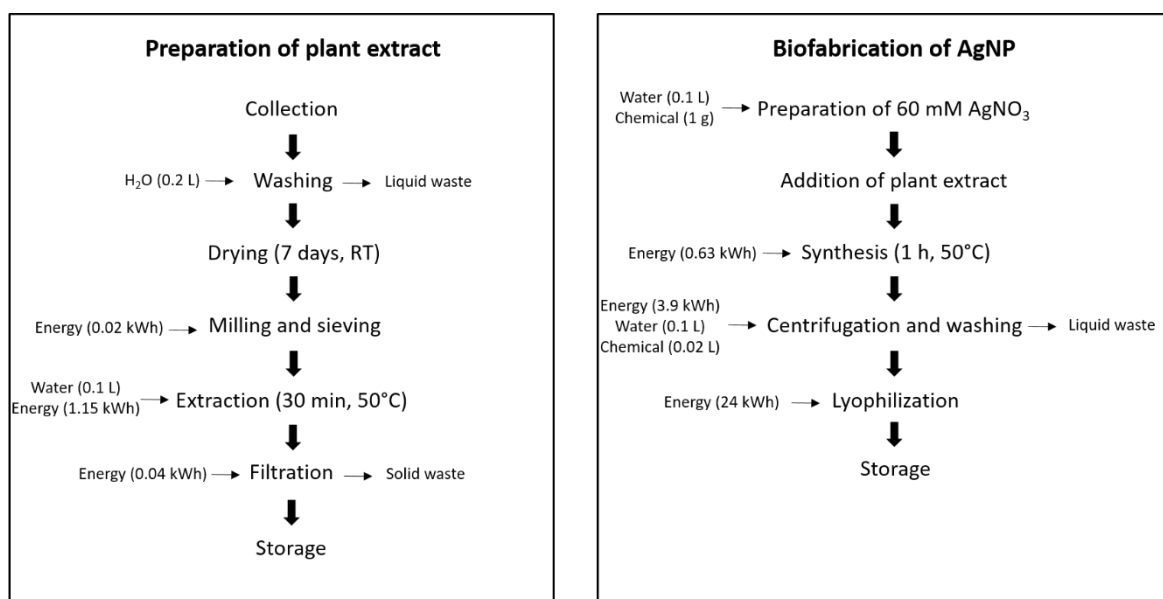 Preparation of plant extract
Collection
H₂O (0.2 L)
Washing
Liquid waste
Drying (7 days, RT)
Energy (0.02 kWh)
Milling and sieving
Water (0.1 L)
Energy (1.15 kWh)
Extraction (30 min, 50°C)
Energy (0.04 kWh)
Filtration
Solid waste
Storage
Biofabrication of AgNP
Water (0.1 L)
Chemical (1 g)
Preparation of 60 mM AgNO₃
Addition of plant extract
Energy (0.63 kWh)
Synthesis (1 h, 50°C)
Energy (3.9 kWh)
Water (0.1 L)
Chemical (0.02 L)
Centrifugation and washing
Liquid waste
Energy (24 kWh)
Lyophilization
Storage